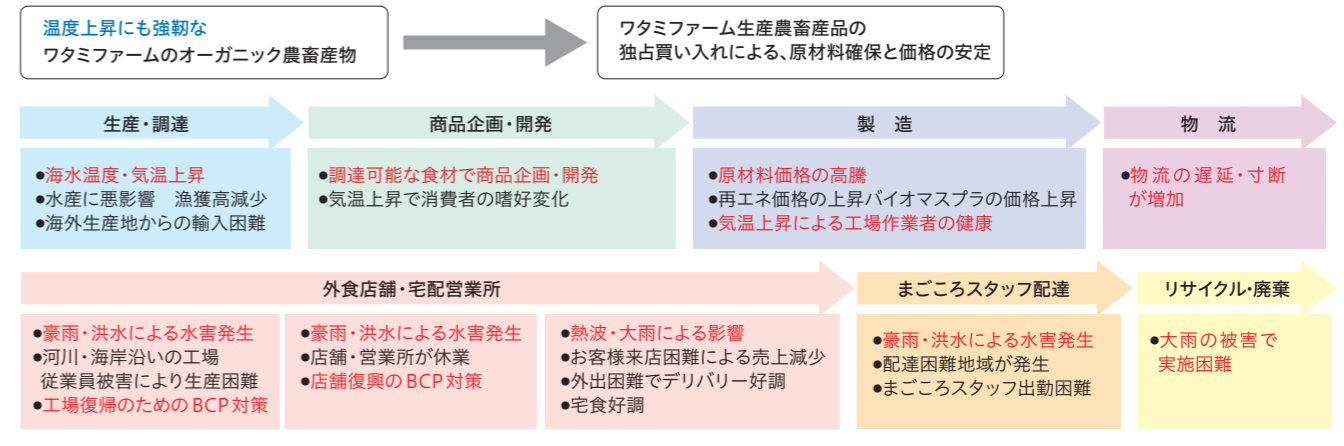 温度上昇にも強靭な
ワタミファームのオーガニック農畜産物
ワタミファーム生産農畜産品の
独占買い入れによる、原材料確保と価格の安定
生産・調達
商品企画・開発
製　造
物　流
●海水温度・気温上昇
●水産に悪影響　漁獲高減少
●海外生産地からの輸入困難
●調達可能な食材で商品企画・開発
●気温上昇で消費者の嗜好変化
●原材料価格の高騰
●再エネ価格の上昇バイオマスプラの価格上昇
●気温上昇による工場作業者の健康
●物流の遅延・寸断
が増加
外食店舗・宅配営業所
まごころスタッフ配達
リサイクル・廃棄
●豪雨・洪水による水害発生
●河川・海岸沿いの工場
従業員被害により生産困難
●工場復帰のためのBCP対策
●豪雨・洪水による水害発生
●店舗・営業所が休業
●店舗復興のBCP対策
●熱波・大雨による影響
●お客様来店困難による売上減少
●外出困難でデリバリー好調
●宅食好調
●豪雨・洪水による水害発生
●配達困難地域が発生
●まごころスタッフ出勤困難
●大雨の被害で
実施困難